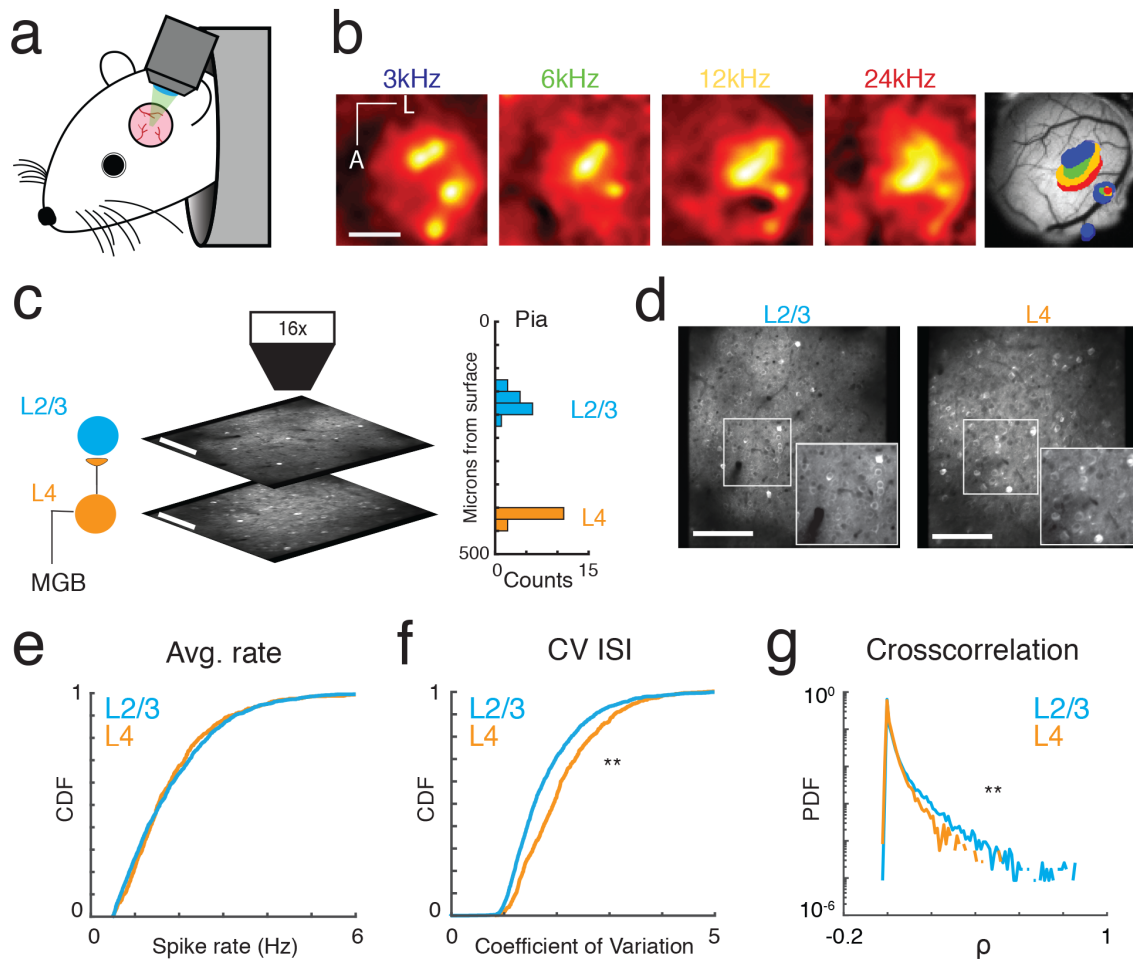 a
b
3kHz
6kHz
12kHz
24kHz
L
A
c
16x
L2/3
L4
MGB
0
Pia
Microns from surface
L2/3
L4
500
0
15
Counts
d
L2/3
L4
e
Avg. rate
1
L2/3
L4
CDF
0
0
6
Spike rate (Hz)
f
CV ISI
1
L2/3
L4
**
CDF
0
0
5
Coefficient of Variation
g
Crosscorrelation
10⁰
L2/3
L4
**
PDF
10⁻⁶
-0.2
1
ρ